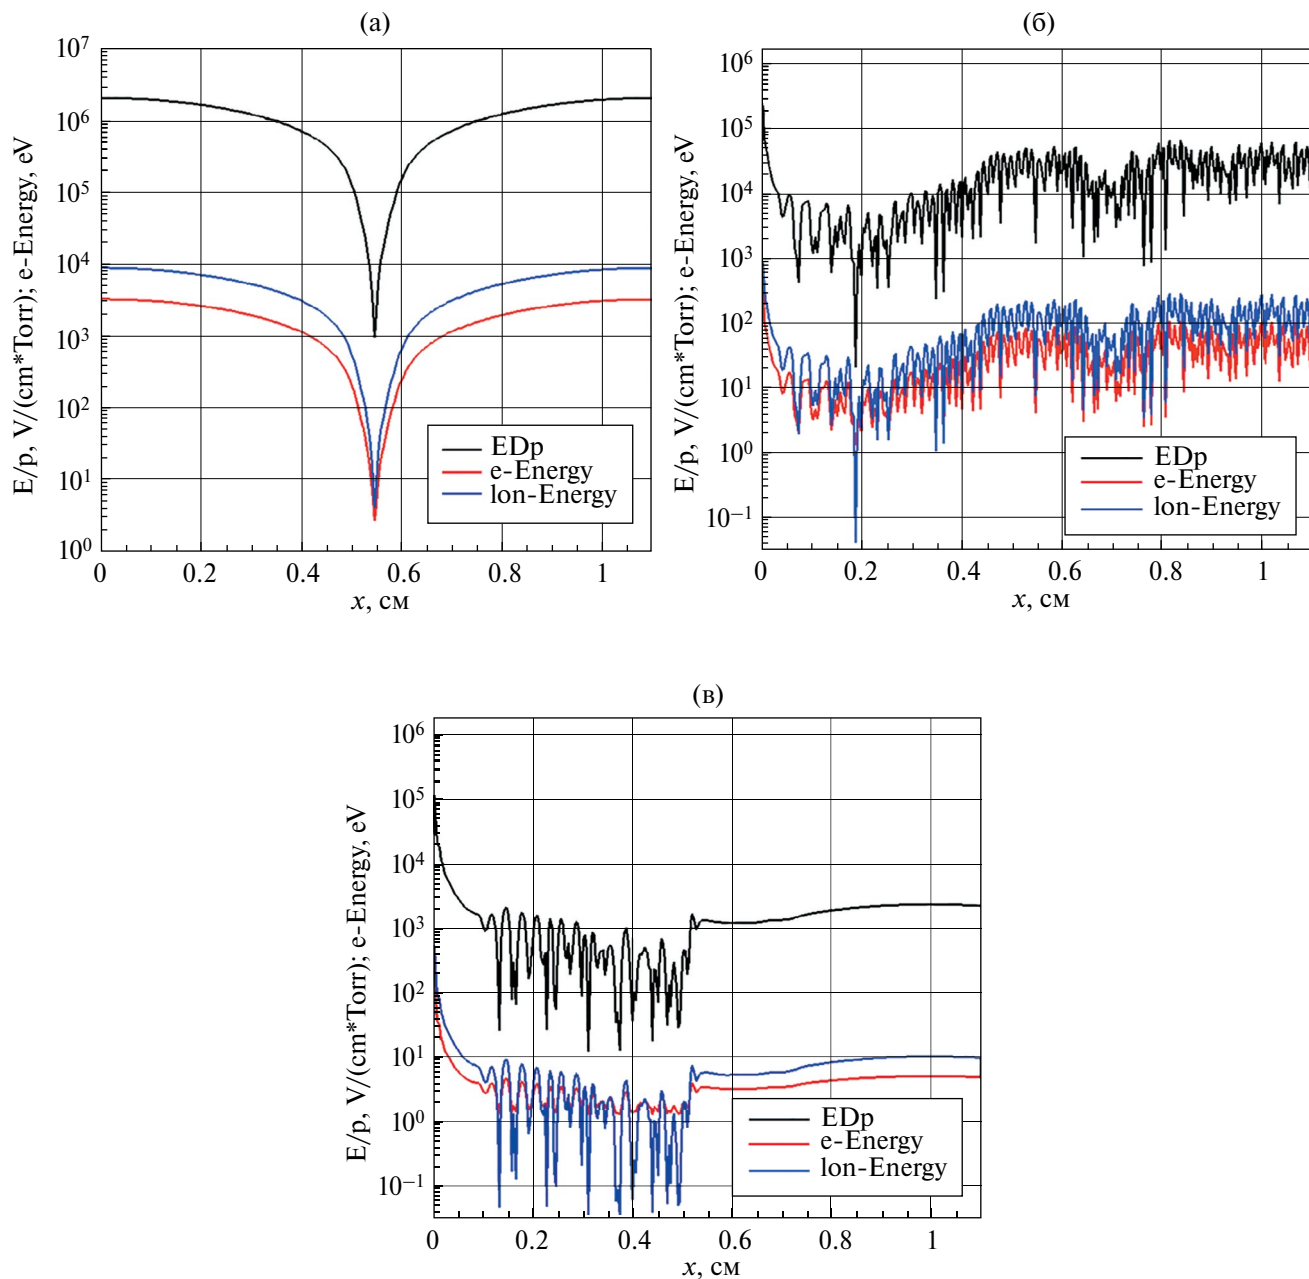 (а)
10^7
10^6
10^5
10^4
10^3
10^2
10^1
10^0
E/p, V/(cm*Torr); e-Energy, eV
EDp
e-Energy
lon-Energy
0 0.2 0.4 0.6 0.8 1
x, см
(б)
10^6
10^5
10^4
10^3
10^2
10^1
10^0
10^−1
E/p, V/(cm*Torr); e-Energy, eV
EDp
e-Energy
lon-Energy
0 0.2 0.4 0.6 0.8 1
x, см
(в)
10^6
10^5
10^4
10^3
10^2
10^1
10^0
10^−1
E/p, V/(cm*Torr); e-Energy, eV
EDp
e-Energy
lon-Energy
0 0.2 0.4 0.6 0.8 1
x, см